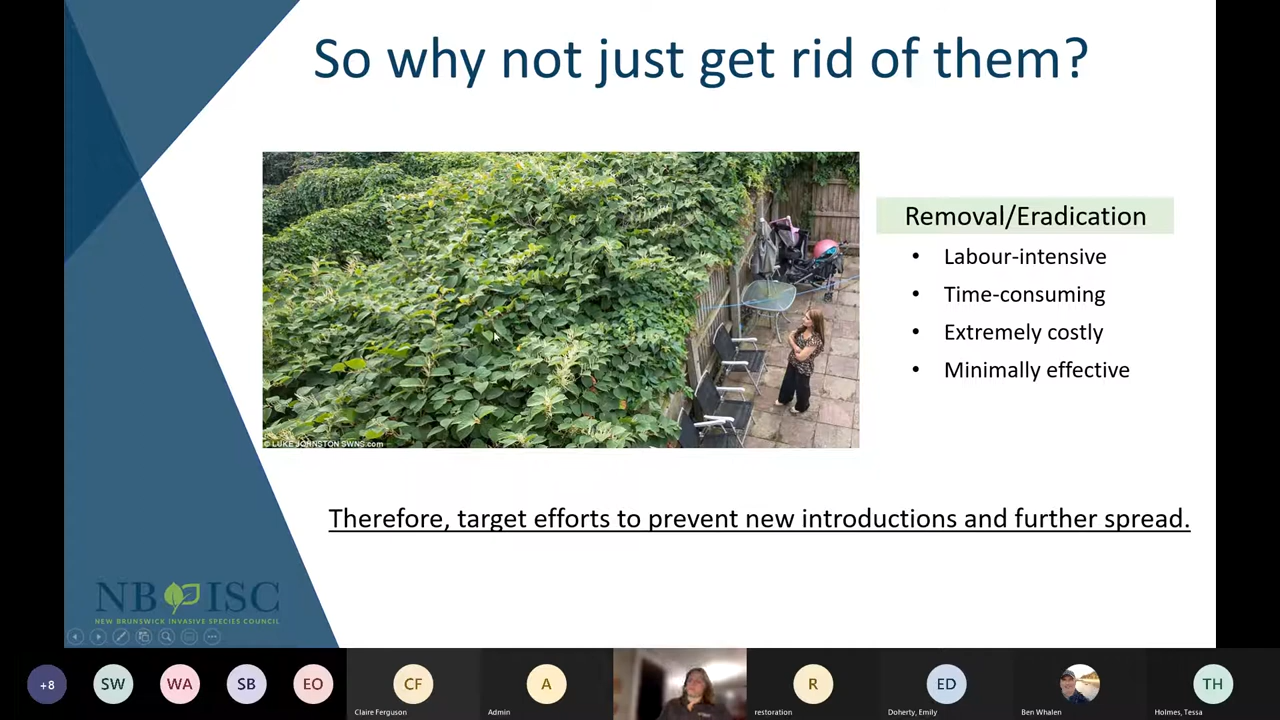 So why not just get rid of them?
Removal/Eradication
• Labour-intensive
• Time-consuming
• Extremely costly
• Minimally effective
© LUKE JOHNSTON SWNS.com
Therefore, target efforts to prevent new introductions and further spread.
NB ISC
NEW BRUNSWICK INVASIVE SPECIES COUNCIL
+8
SW
WA
SB
EO
CF
Claire Ferguson
A
Admin
R
restoration
ED
Doherty, Emily
Ben Whalen
TH
Holmes, Tessa